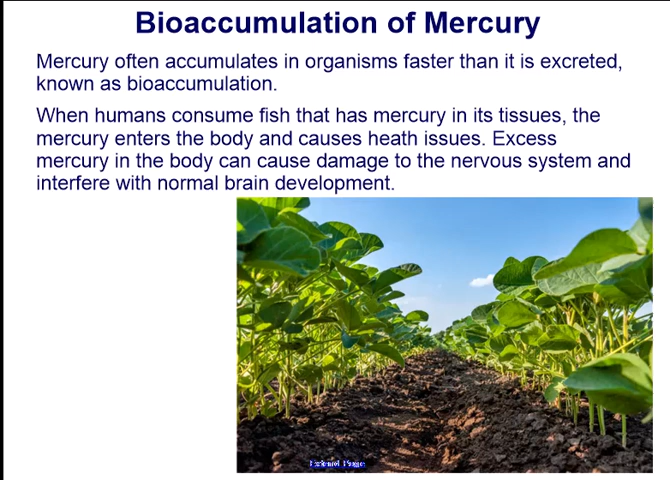 Bioaccumulation of Mercury
Mercury often accumulates in organisms faster than it is excreted,
known as bioaccumulation.
When humans consume fish that has mercury in its tissues, the
mercury enters the body and causes heath issues. Excess
mercury in the body can cause damage to the nervous system and
interfere with normal brain development.